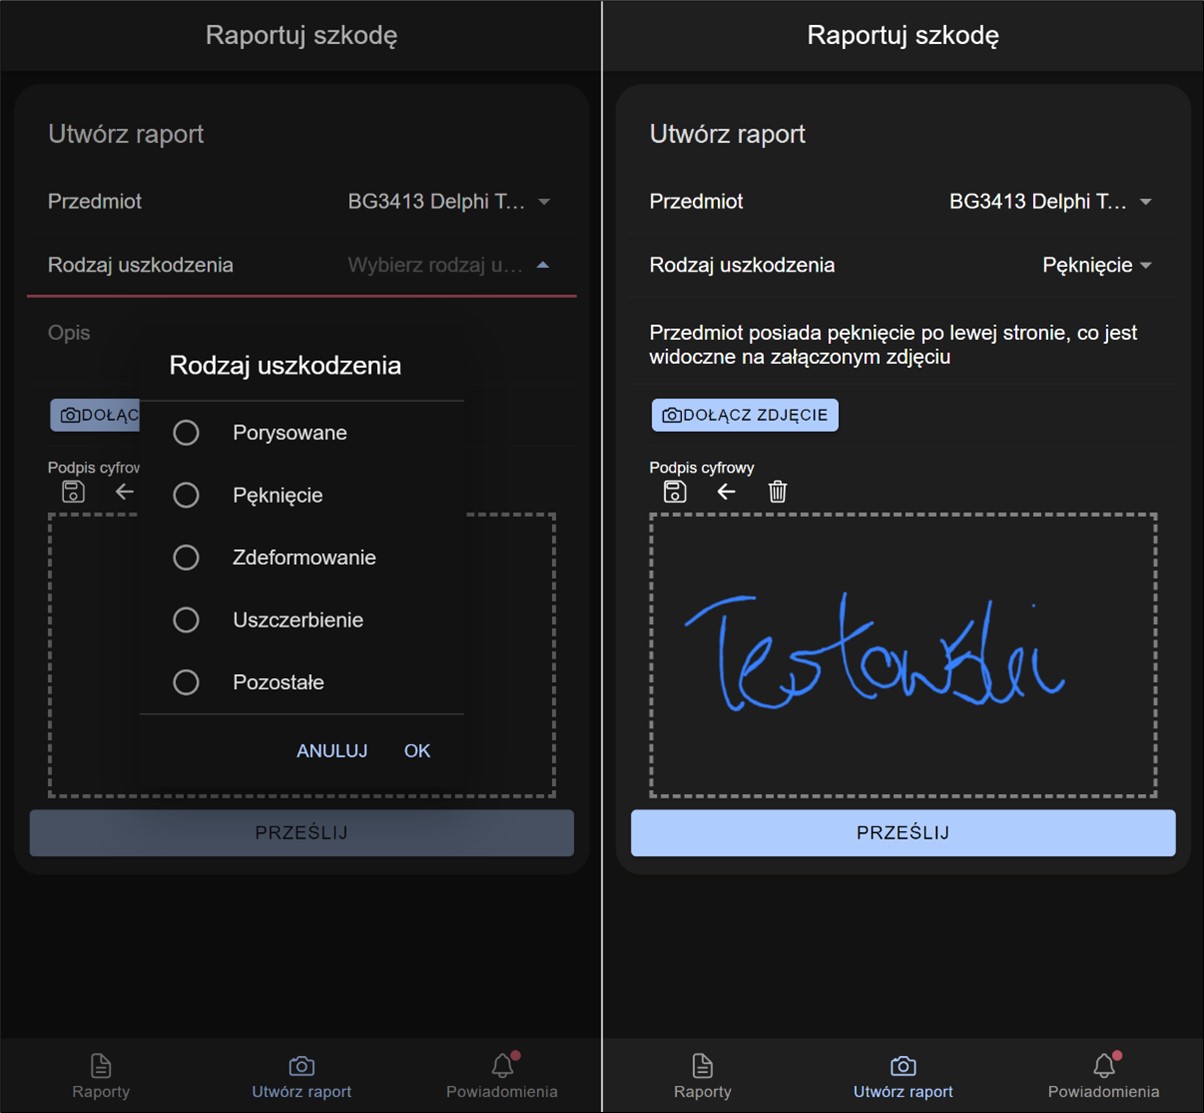 Raportuj szkodę
Utwórz raport
Przedmiot BG3413 Delphi T...
Rodzaj uszkodzenia Wybierz rodzaj u...
Opis
Rodzaj uszkodzenia
Porysowane
Pęknięcie
Zdeformowanie
Uszczerbienie
Pozostałe
ANULUJ OK
DOŁĄC
Podpis cyfrow
PRZEŚLIJ
Raporty Utwórz raport Powiadomienia
Raportuj szkodę
Utwórz raport
Przedmiot BG3413 Delphi T...
Rodzaj uszkodzenia Pęknięcie
Przedmiot posiada pęknięcie po lewej stronie, co jest
widoczne na załączonym zdjęciu
DOŁĄCZ ZDJĘCIE
Podpis cyfrowy
Testowski
PRZEŚLIJ
Raporty Utwórz raport Powiadomienia